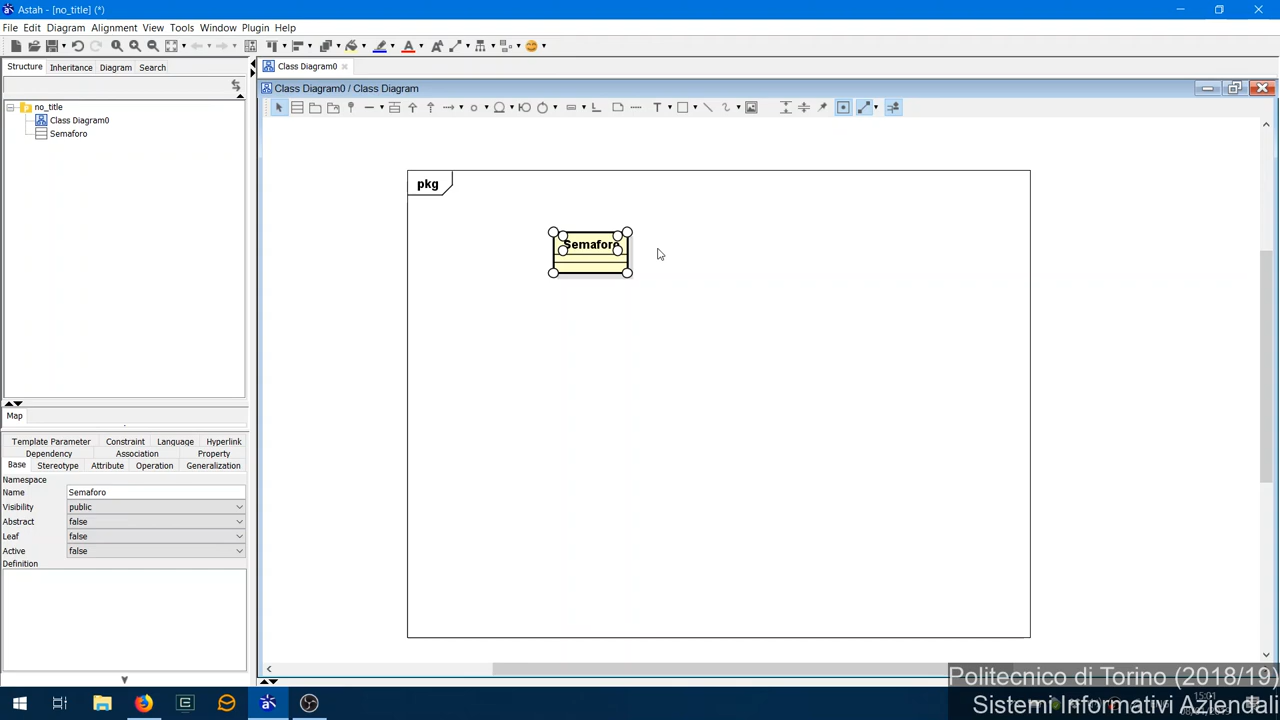 Astah - [no_title] (*)
File Edit Diagram Alignment View Tools Window Plugin Help
Structure Inheritance Diagram Search
Class Diagram0
Class Diagram0 / Class Diagram
no_title
Class Diagram0
Semaforo
pkg
Semaforo
Map
Template Parameter Constraint Language Hyperlink
Dependency Association Property
Base Stereotype Attribute Operation Generalization
Namespace
Name Semaforo
Visibility public
Abstract false
Leaf false
Active false
Definition
Politecnico di Torino (2018/19)
15:01
Sistemi Informativi Aziendali